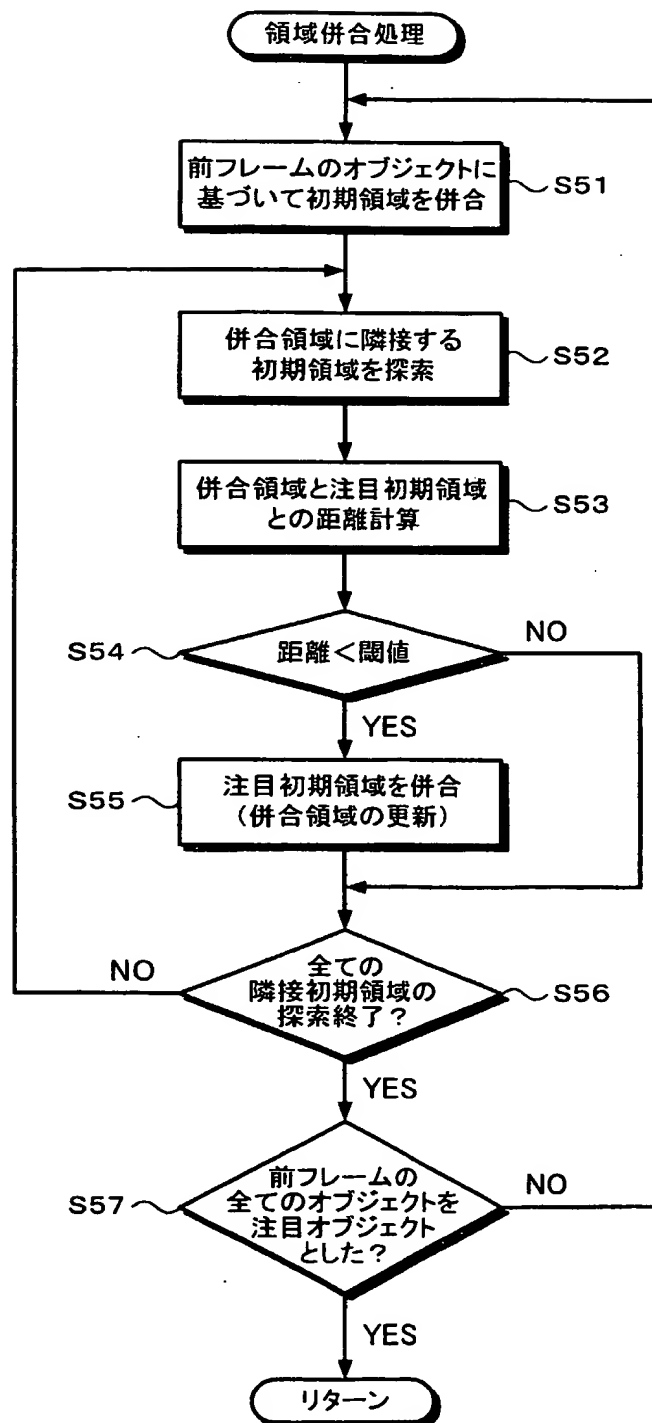 領域併合処理
前フレームのオブジェクトに
基づいて初期領域を併合
S51
併合領域に隣接する
初期領域を探索
S52
併合領域と注目初期領域
との距離計算
S53
S54
距離<閾値
NO
YES
S55
注目初期領域を併合
(併合領域の更新)
NO
全ての
隣接初期領域の
探索終了?
S56
YES
S57
前フレームの
全てのオブジェクトを
注目オブジェクト
とした?
NO
YES
リターン